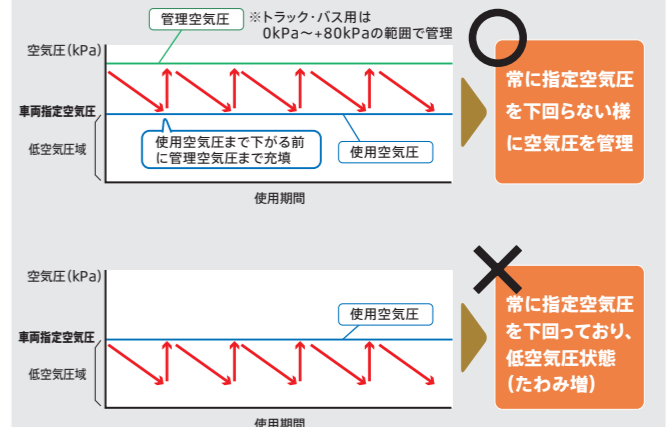 管理空気圧
※トラック・バス用は
0kPa～+80kPaの範囲で管理
空気圧(kPa)
車両指定空気圧
低空気圧域
使用空気圧まで下がる前
に管理空気圧まで充填
使用空気圧
使用期間
常に指定空気圧
を下回らない様
に空気圧を管理
空気圧(kPa)
使用空気圧
車両指定空気圧
低空気圧域
使用期間
常に指定空気圧
を下回っており、
低空気圧状態
(たわみ増)